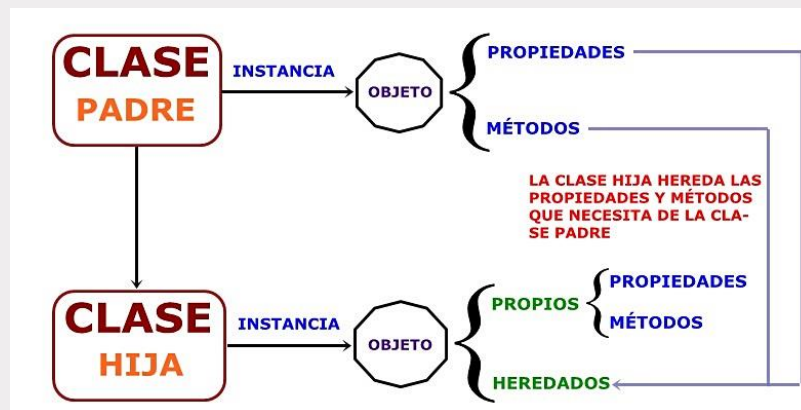 CLASE
PADRE
INSTANCIA
OBJETO
PROPIEDADES
MÉTODOS
LA CLASE HIJA HEREDA LAS
PROPIEDADES Y MÉTODOS
QUE NECESITA DE LA CLA-
SE PADRE
CLASE
HIJA
INSTANCIA
OBJETO
PROPIOS
PROPIEDADES
MÉTODOS
HEREDADOS